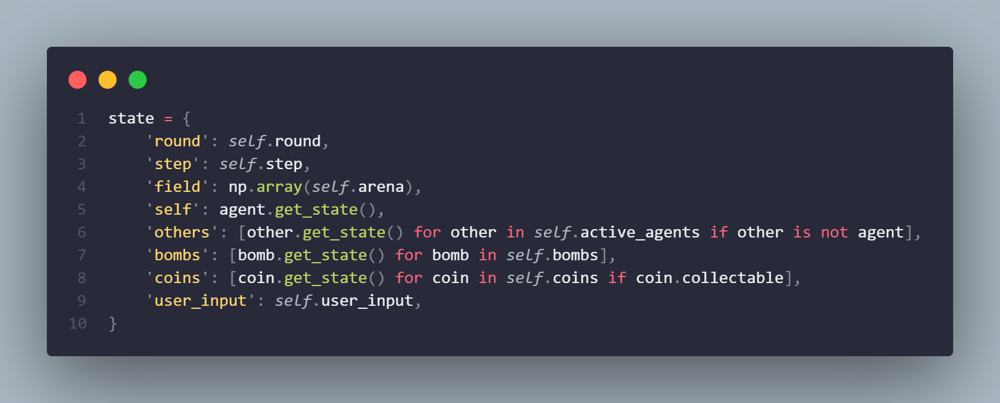 1 state = {
2     'round': self.round,
3     'step': self.step,
4     'field': np.array(self.arena),
5     'self': agent.get_state(),
6     'others': [other.get_state() for other in self.active_agents if other is not agent],
7     'bombs': [bomb.get_state() for bomb in self.bombs],
8     'coins': [coin.get_state() for coin in self.coins if coin.collectable],
9     'user_input': self.user_input,
10 }